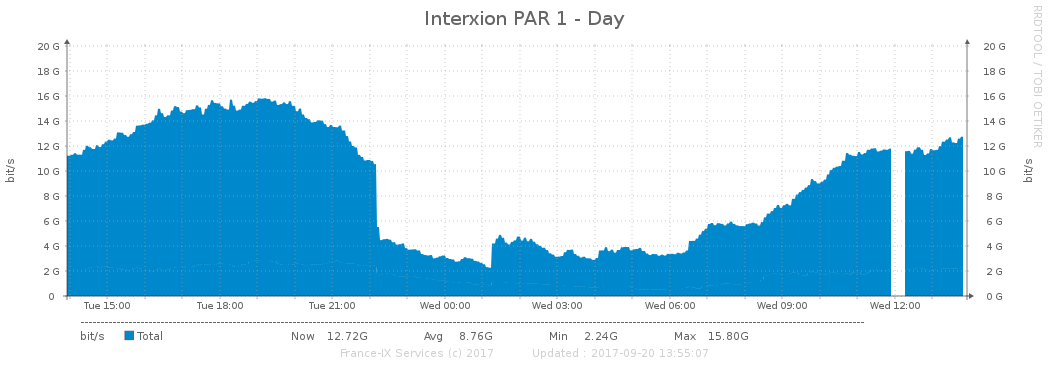 Interxion PAR 1 - Day
RRDTOOL / TOBI OETIKER
bit/s
20 G 20 G
18 G 18 G
16 G 16 G
14 G 14 G
12 G 12 G
10 G 10 G
8 G 8 G
6 G 6 G
4 G 4 G
2 G 2 G
0 0 G
bit/s
Tue 15:00 Tue 18:00 Tue 21:00 Wed 00:00 Wed 03:00 Wed 06:00 Wed 09:00 Wed 12:00
bit/s Total Now 12.72G Avg 8.76G Min 2.24G Max 15.80G
France-IX Services (c) 2017 Updated : 2017-09-20 13:55:07